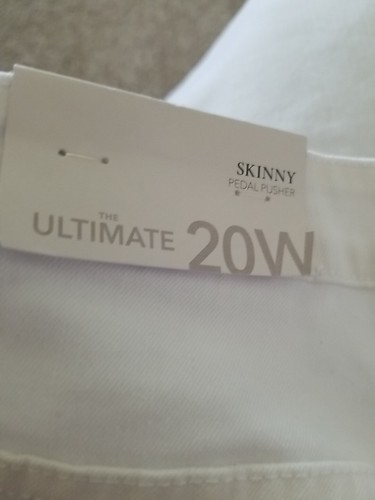 SKINNY
PEDAL PUSHER
THE
ULTIMATE 20W